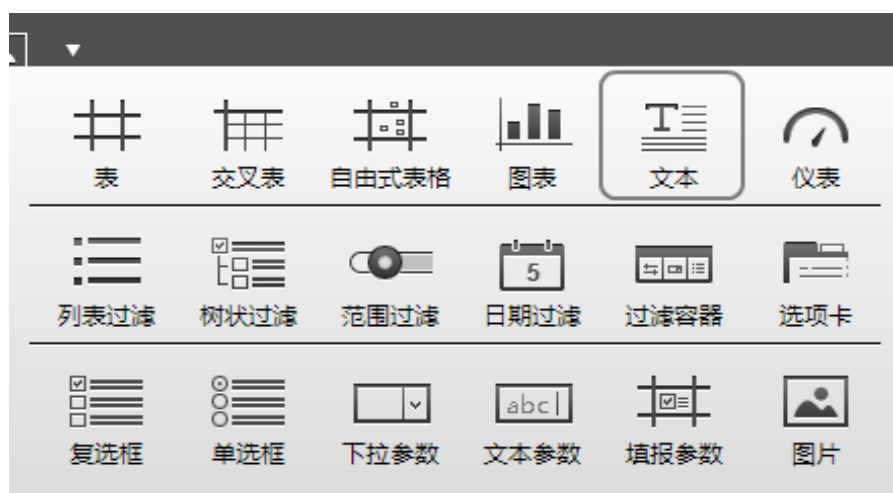 表 交叉表 自由式表格 图表 文本 仪表
5
列表过滤 树状过滤 范围过滤 日期过滤 过滤容器 选项卡
abc
复选框 单选框 下拉参数 文本参数 填报参数 图片